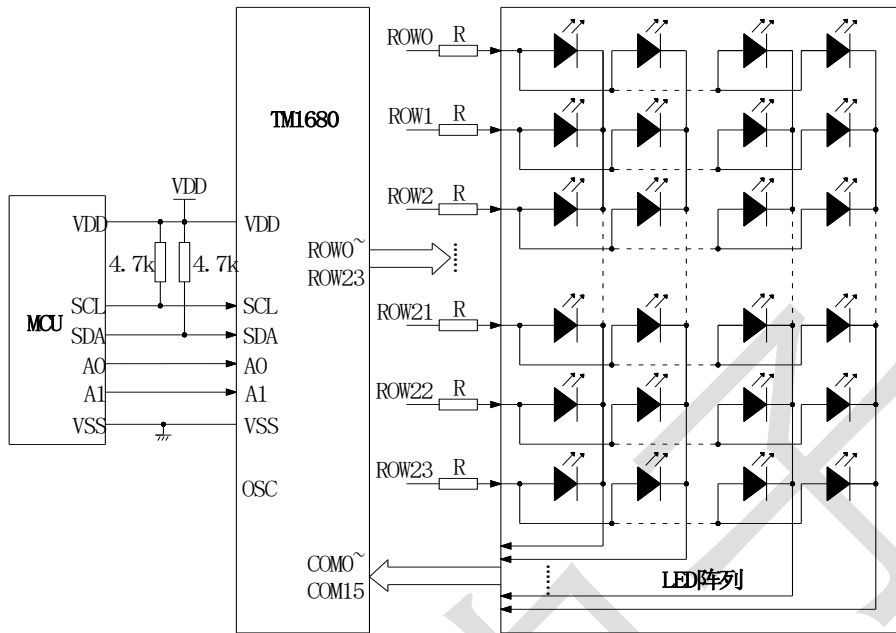 MCU
VDD
SCL
SDA
A0
A1
VSS
VDD
4.7k
4.7k
TM1680
VDD
SCL
SDA
A0
A1
VSS
OSC
ROW0~
ROW23
COM0~
COM15
ROW0 R
ROW1 R
ROW2 R
ROW21 R
ROW22 R
ROW23 R
LED阵列